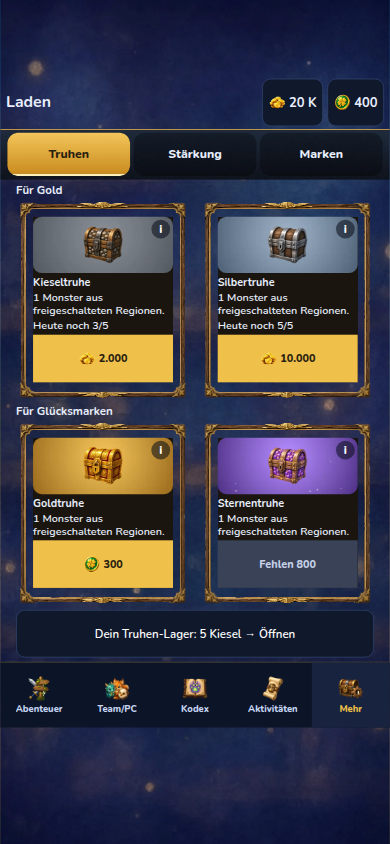 Laden
20 K
400
Truhen
Stärkung
Marken
Für Gold
i
Kieseltruhe
1 Monster aus
freigeschalteten Regionen.
Heute noch 3/5
2.000
i
Silbertruhe
1 Monster aus
freigeschalteten Regionen.
Heute noch 5/5
10.000
Für Glücksmarken
i
Goldtruhe
1 Monster aus
freigeschalteten Regionen.
300
i
Sternentruhe
1 Monster aus
freigeschalteten Regionen.
Fehlen 800
Dein Truhen-Lager: 5 Kiesel → Öffnen
Abenteuer
Team/PC
Kodex
Aktivitäten
Mehr